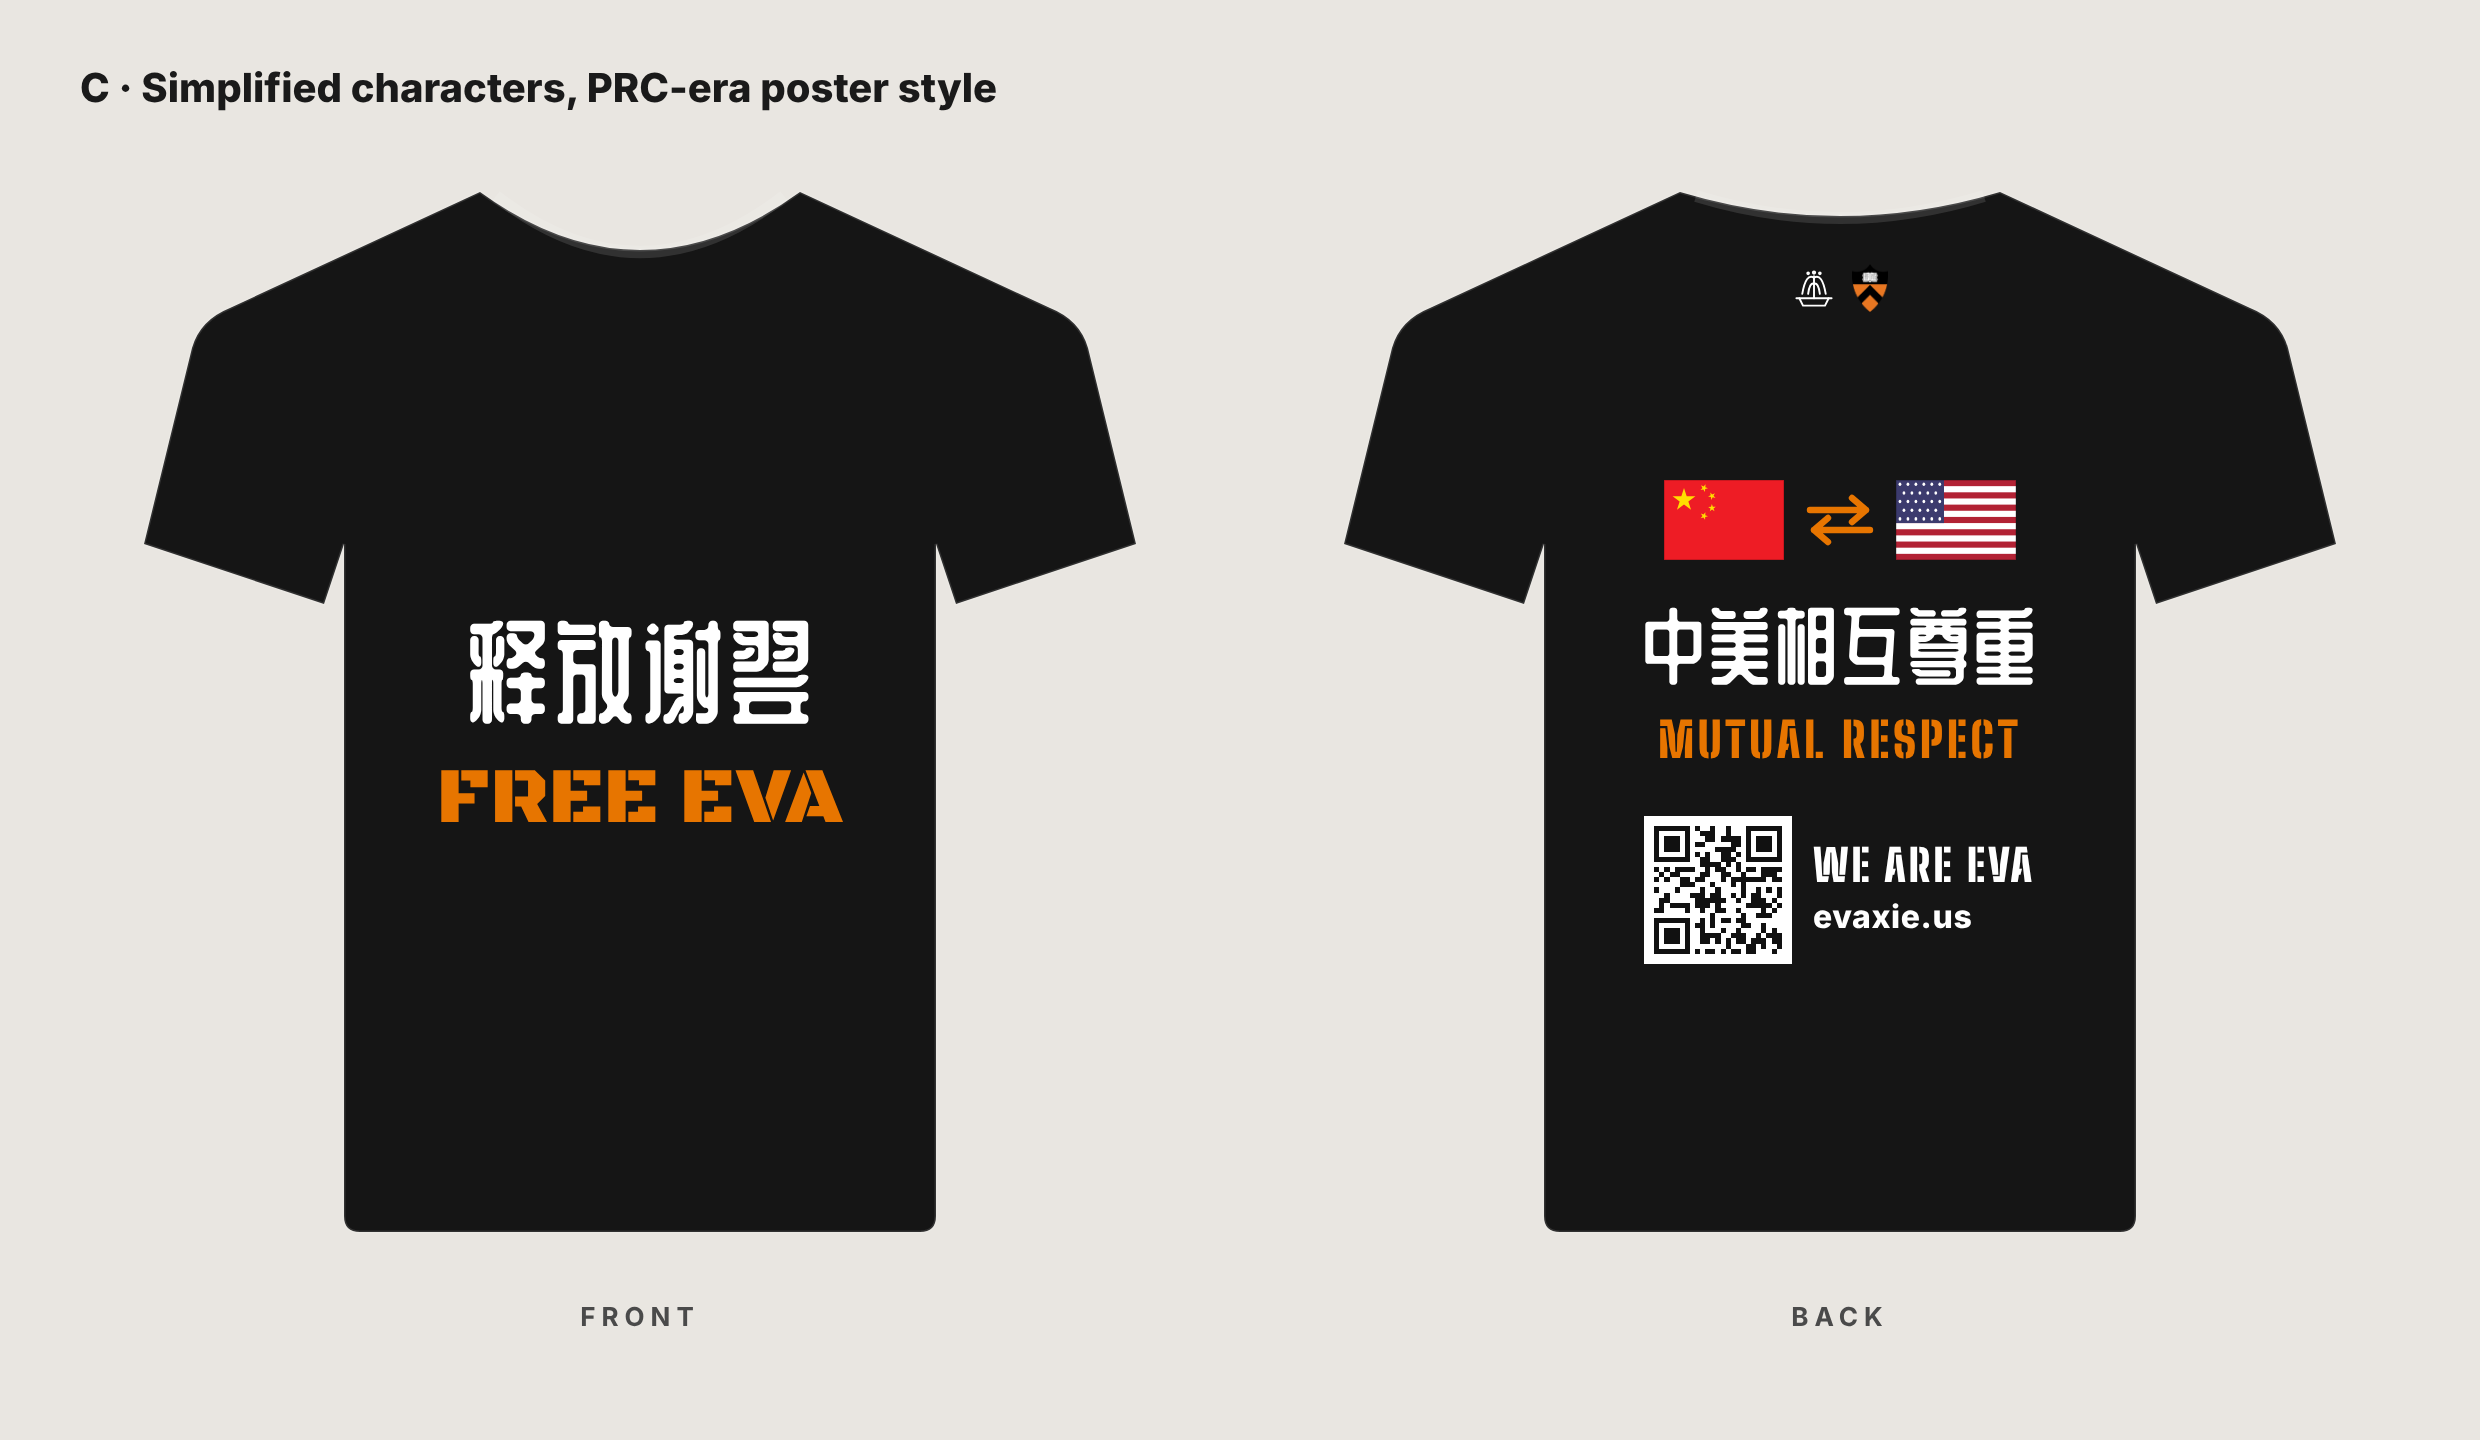 C · Simplified characters, PRC-era poster style
释放谢翌
FREE EVA
FRONT
中美相互尊重
MUTUAL RESPECT
WE ARE EVA
evaxie.us
BACK